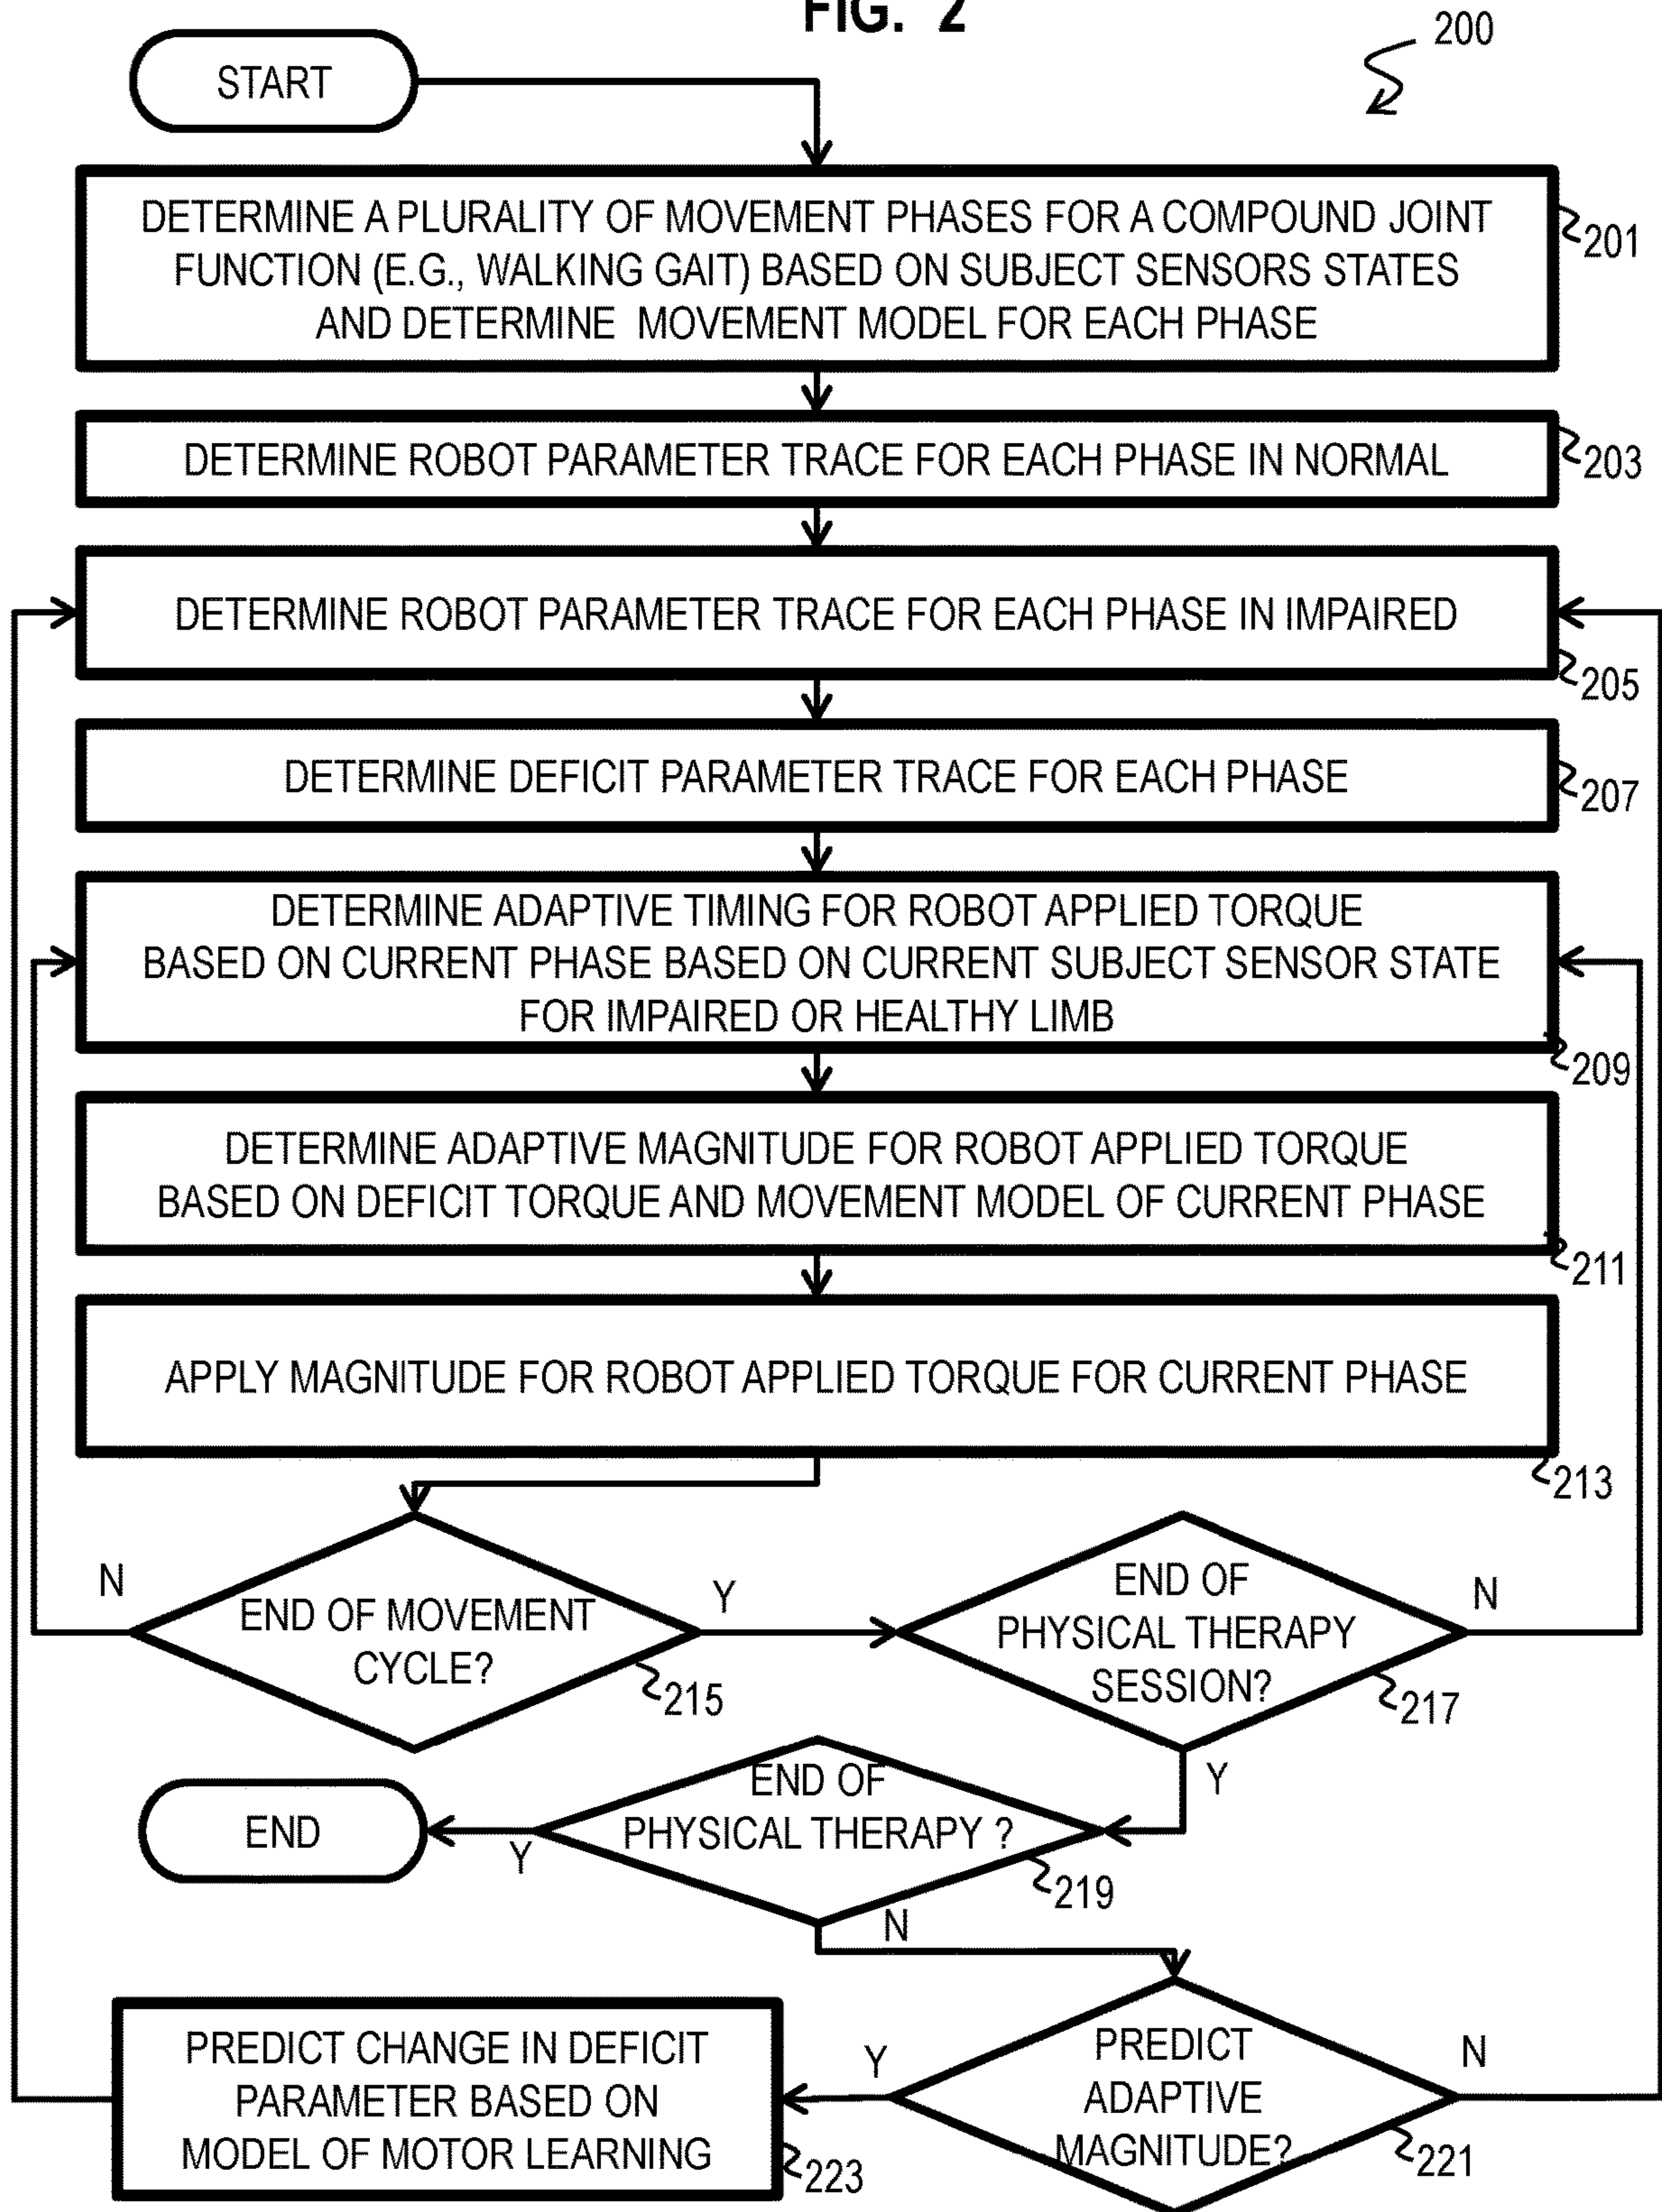 FIG. 2
200
START
DETERMINE A PLURALITY OF MOVEMENT PHASES FOR A COMPOUND JOINT
FUNCTION (E.G., WALKING GAIT) BASED ON SUBJECT SENSORS STATES
AND DETERMINE MOVEMENT MODEL FOR EACH PHASE
201
DETERMINE ROBOT PARAMETER TRACE FOR EACH PHASE IN NORMAL
203
DETERMINE ROBOT PARAMETER TRACE FOR EACH PHASE IN IMPAIRED
205
DETERMINE DEFICIT PARAMETER TRACE FOR EACH PHASE
207
DETERMINE ADAPTIVE TIMING FOR ROBOT APPLIED TORQUE
BASED ON CURRENT PHASE BASED ON CURRENT SUBJECT SENSOR STATE
FOR IMPAIRED OR HEALTHY LIMB
209
DETERMINE ADAPTIVE MAGNITUDE FOR ROBOT APPLIED TORQUE
BASED ON DEFICIT TORQUE AND MOVEMENT MODEL OF CURRENT PHASE
211
APPLY MAGNITUDE FOR ROBOT APPLIED TORQUE FOR CURRENT PHASE
213
N
END OF MOVEMENT
CYCLE?
215
Y
END OF
PHYSICAL THERAPY
SESSION?
217
N
Y
END OF
PHYSICAL THERAPY ?
219
Y
END
N
PREDICT
ADAPTIVE
MAGNITUDE?
221
N
Y
PREDICT CHANGE IN DEFICIT
PARAMETER BASED ON
MODEL OF MOTOR LEARNING
223